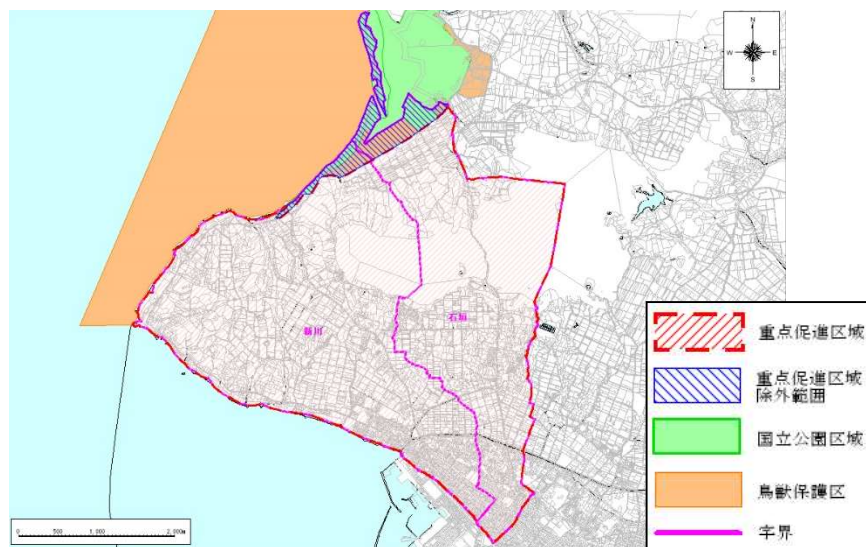 N
W E
S
新川
石垣
0 500 1,000 2,000m
重点促進区域
重点促進区域
除外範囲
国立公園区域
鳥獣保護区
字界